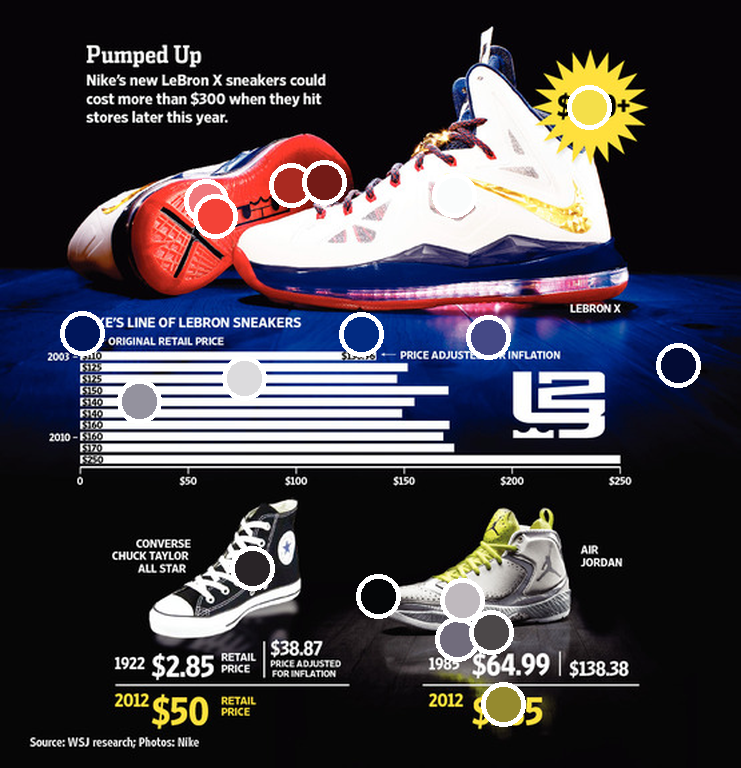 Pumped Up
Nike's new LeBron X sneakers could
cost more than $300 when they hit
stores later this year.
LEBRON X
LINE OF LEBRON SNEAKERS
ORIGINAL RETAIL PRICE
2003
$110
PRICE INFLATION
$125
$125
$150
$140
$140
$160
2010
$160
$170
$250
0 $50 $100 $150 $200 $250
CONVERSE
CHUCK TAYLOR
ALL STAR
AIR
JORDAN
1922 $2.85 RETAIL PRICE
$38.87 PRICE ADJUSTED FOR INFLATION
2012 $50 RETAIL PRICE
1985 $64.99 $138.38
2012
Source: WSJ research; Photos: Nike